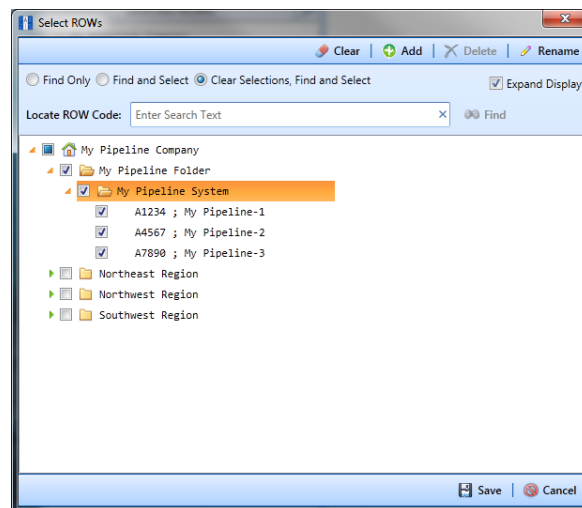 Select ROWs
Clear Add Delete Rename
Find Only Find and Select Clear Selections, Find and Select Expand Display
Locate ROW Code: Enter Search Text Find
My Pipeline Company
My Pipeline Folder
My Pipeline System
A1234 ; My Pipeline-1
A4567 ; My Pipeline-2
A7890 ; My Pipeline-3
Northeast Region
Northwest Region
Southwest Region
Save Cancel